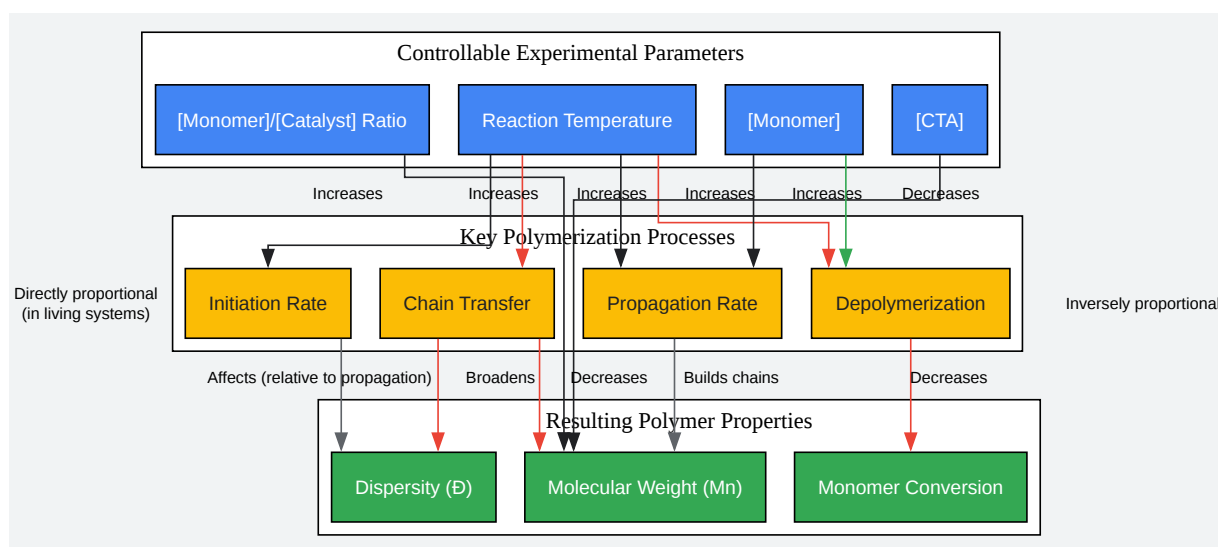 Controllable Experimental Parameters
[Monomer]/[Catalyst] Ratio
Reaction Temperature
[Monomer]
[CTA]
Increases
Increases
Increases
Increases
Increases
Decreases
Key Polymerization Processes
Initiation Rate
Chain Transfer
Propagation Rate
Depolymerization
Directly proportional
(in living systems)
Inversely proportional
Affects (relative to propagation)
Broadens
Decreases
Builds chains
Decreases
Resulting Polymer Properties
Dispersity (Đ)
Molecular Weight (Mn)
Monomer Conversion